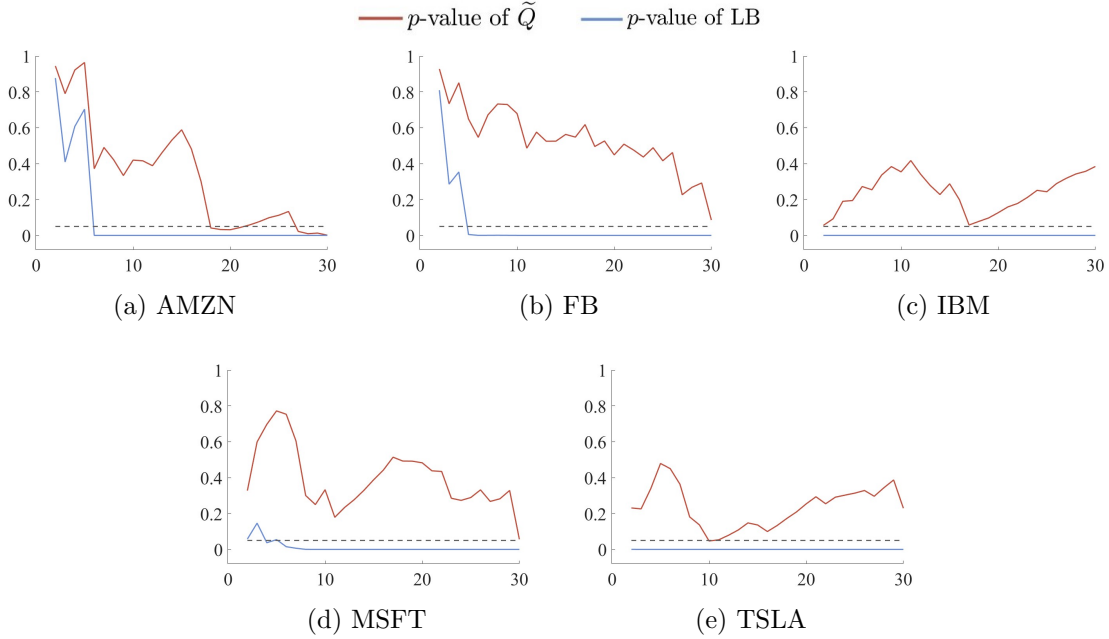 p-value of Q̃ p-value of LB
1 1 1
0.8 0.8 0.8
0.6 0.6 0.6
0.4 0.4 0.4
0.2 0.2 0.2
0 0 0
0 10 20 30 0 10 20 30 0 10 20 30
(a) AMZN (b) FB (c) IBM
1 1
0.8 0.8
0.6 0.6
0.4 0.4
0.2 0.2
0 0
0 10 20 30 0 10 20 30
(d) MSFT (e) TSLA